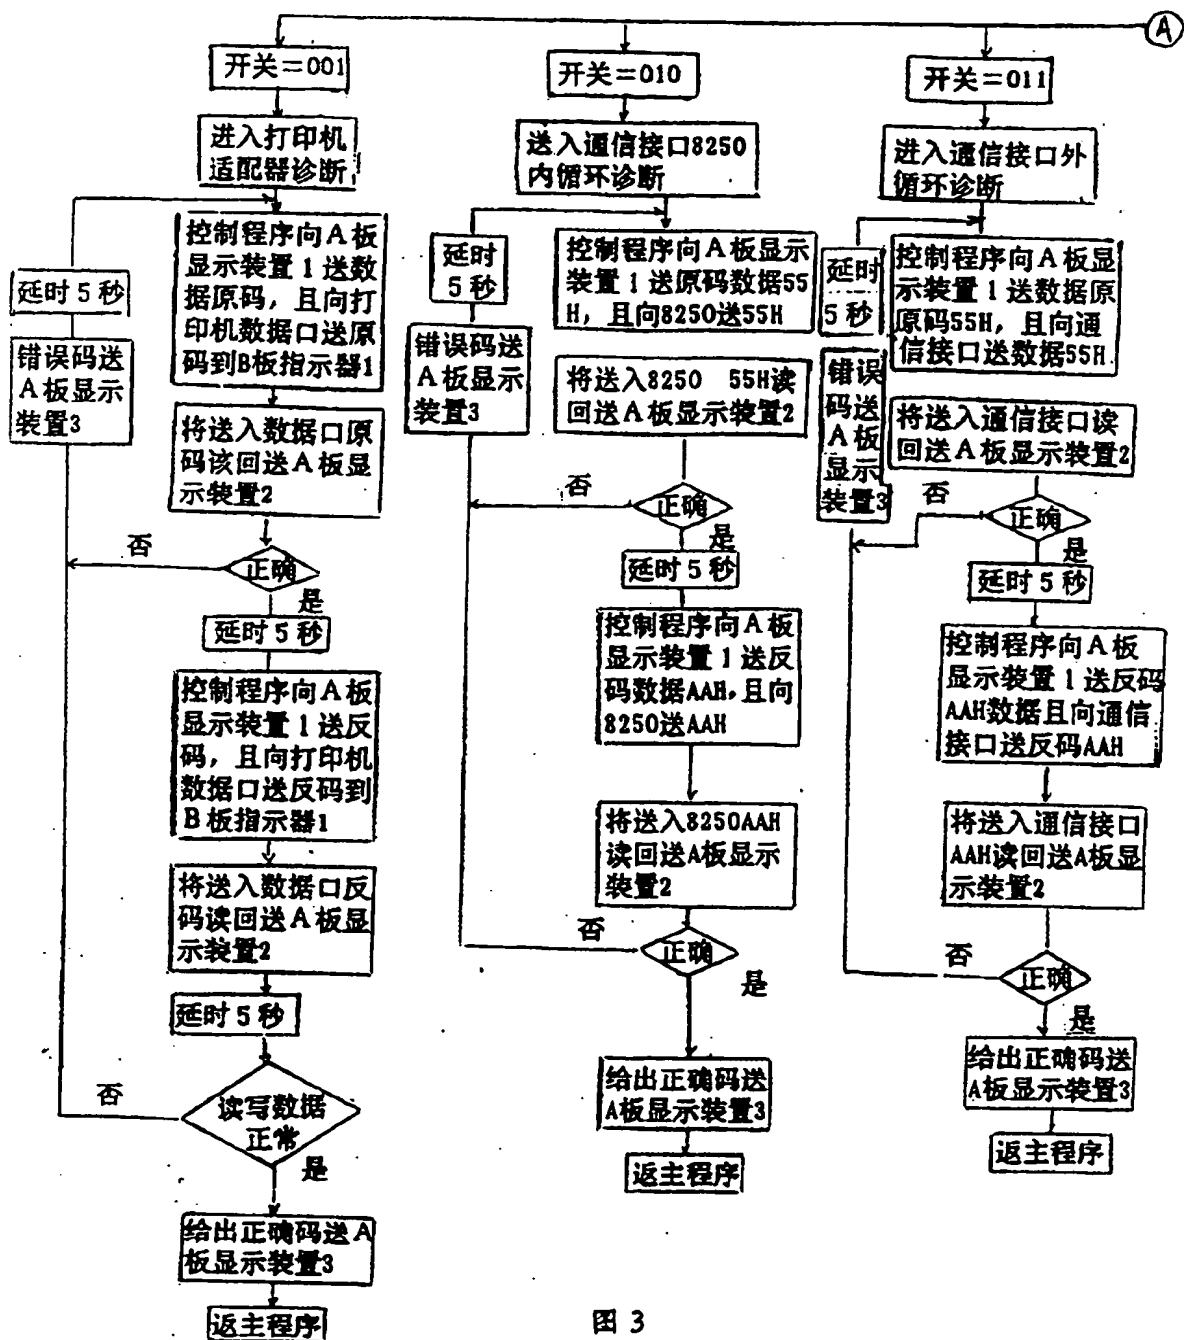 A
开关=001
进入打印机
适配器诊断
控制程序向A板
显示装置1送数
据原码，且向打
印机数据口送原
码到B板指示器1
延时5秒
错误码送
A板显示
装置3
将送入数据口原
码该回送A板显
示装置2
否
正确
是
延时5秒
控制程序向A板
显示装置1送反
码，且向打印机
数据口送反码到
B板指示器1
将送入数据口反
码读回送A板显
示装置2
延时5秒
否
读写数据
正常
是
给出正确码送A
板显示装置3
返主程序
开关=010
送入通信接口8250
内循环诊断
延时
5秒
控制程序向A板显示
装置1送原码数据55
H，且向8250送55H
错误码送
A板显示
装置3
将送入8250 55H读
回送A板显示装置2
否
正确
是
延时5秒
控制程序向A板
显示装置1送反
码数据AAH，且向
8250送AAH
将送入8250AAH
读回送A板显示
装置2
否
正确
是
给出正确码送
A板显示装置3
返主程序
开关=011
进入通信接口外
循环诊断
延时
5秒
控制程序向A板显
示装置1送数据原
原码55H，且向通
信接口送数据55H
错误
码送
A板
显示
装置3
将送入通信接口读
回送A板显示装置2
否
正确
是
延时5秒
控制程序向A板
显示装置1送反码
AAH数据且向通信
接口送反码AAH
将送入通信接口
AAH读回送A板显
示装置2
否
正确
是
给出正确码送
A板显示装置3
返主程序
图 3